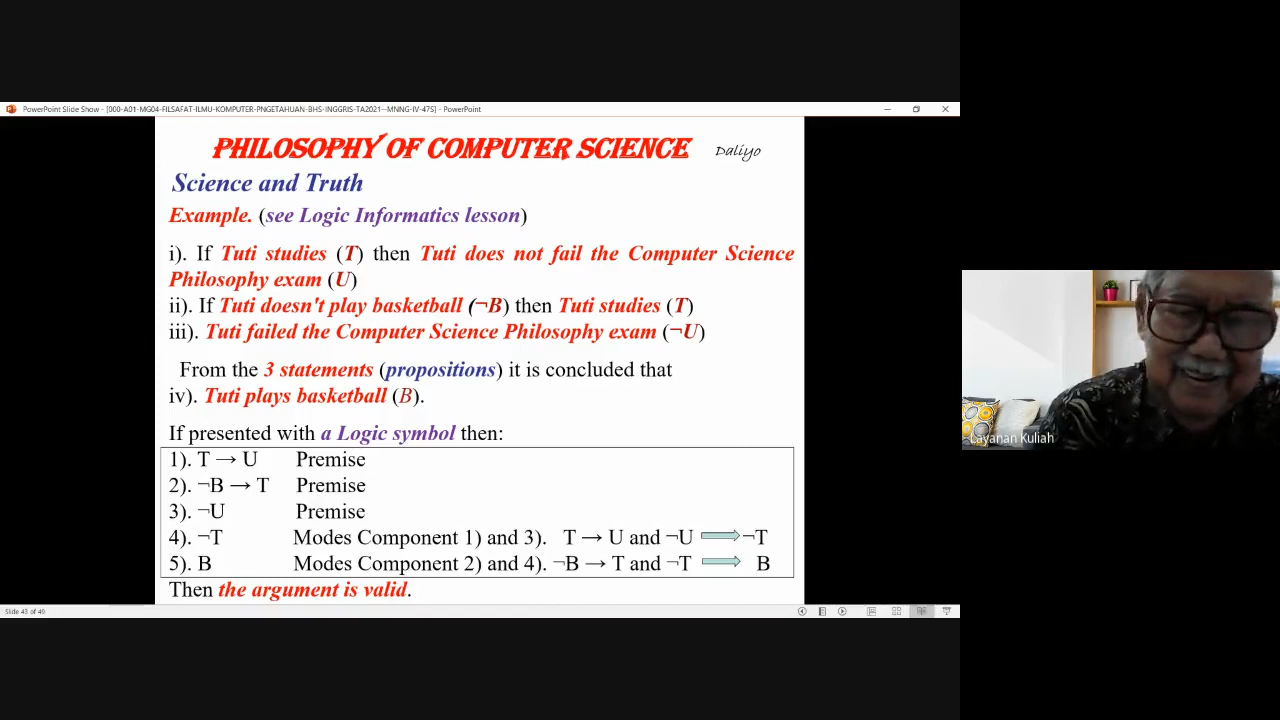 PowerPoint Slide Show - [000-A01-MG04-FILSAFAT-ILMU-KOMPUTER-PNGETAHUAN-BHS-INGGRIS-TA2021--MNNG-IV-47S] - PowerPoint
PHILOSOPHY OF COMPUTER SCIENCE Daliyo
Science and Truth
Example. (see Logic Informatics lesson)
i). If Tuti studies (T) then Tuti does not fail the Computer Science
Philosophy exam (U)
ii). If Tuti doesn't play basketball (¬B) then Tuti studies (T)
iii). Tuti failed the Computer Science Philosophy exam (¬U)
From the 3 statements (propositions) it is concluded that
iv). Tuti plays basketball (B).
If presented with a Logic symbol then:
1). T → U Premise
2). ¬B → T Premise
3). ¬U Premise
4). ¬T Modes Component 1) and 3). T → U and ¬U ⟹ ¬T
5). B Modes Component 2) and 4). ¬B → T and ¬T ⟹ B
Then the argument is valid.
Slide 43 of 49
Layanan Kuliah